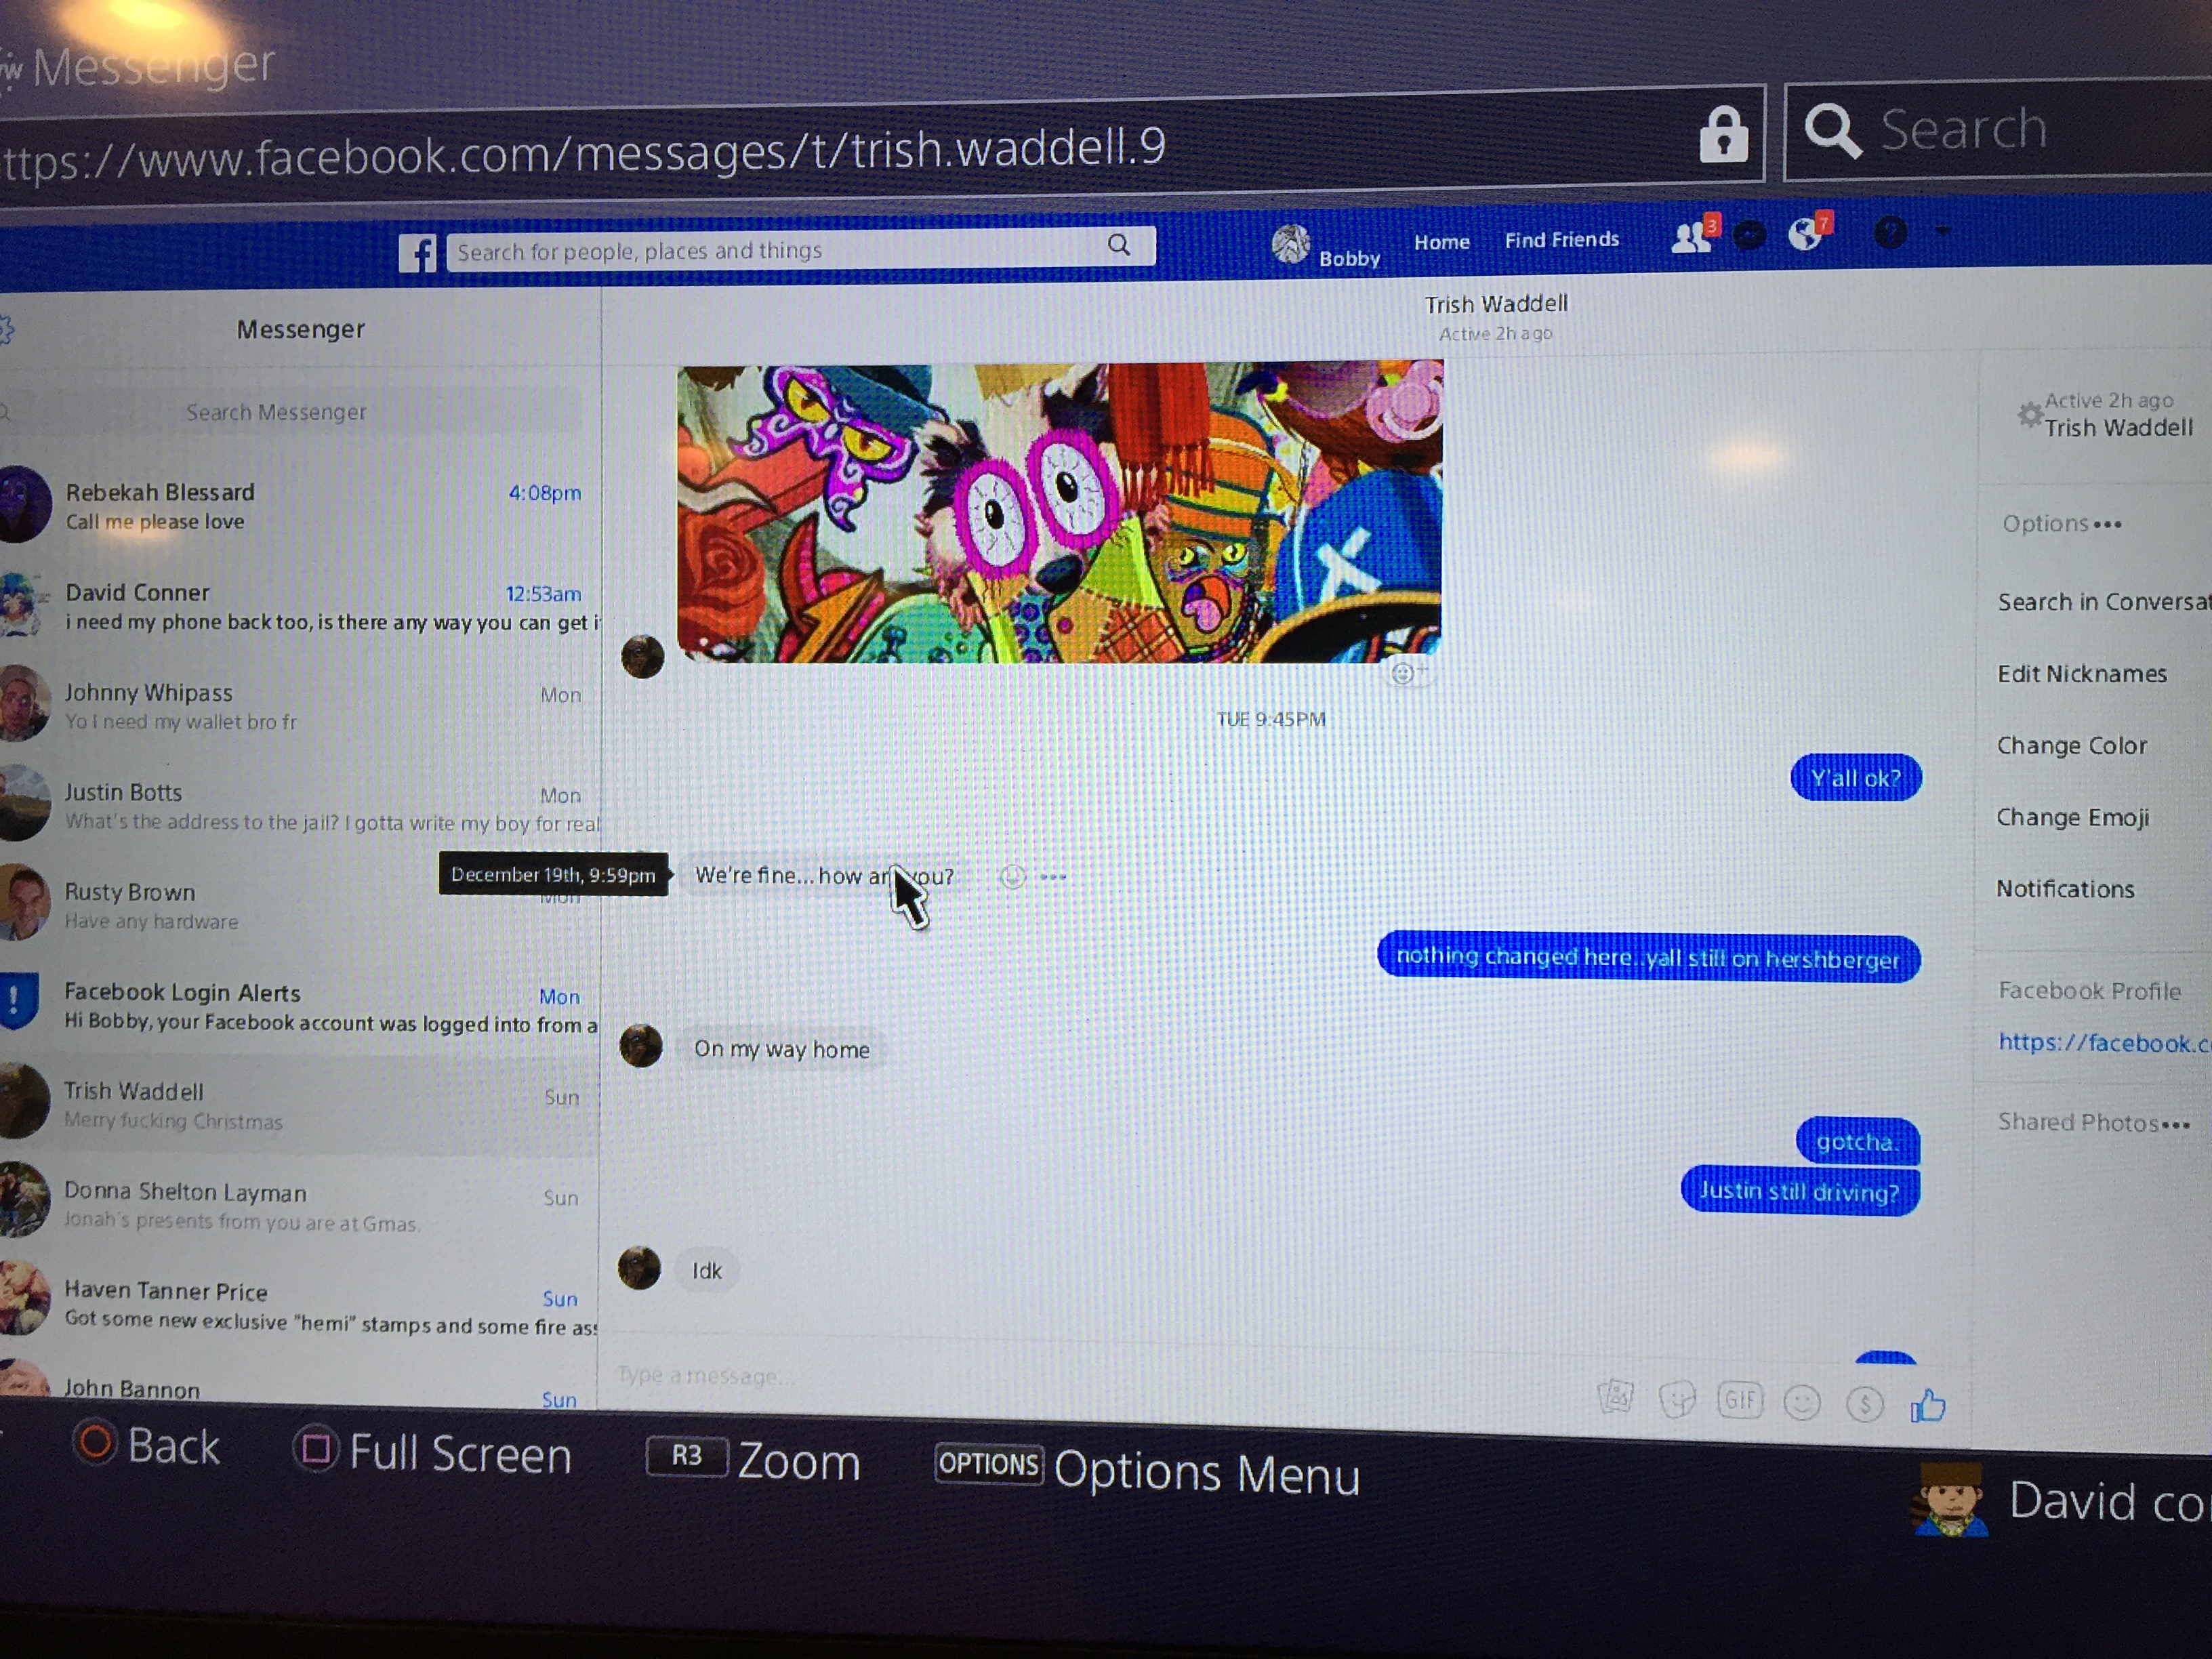 Messenger
ttps://www.facebook.com/messages/t/trish.waddell.9
Search
Search for people, places and things
Bobby
Home
Find Friends
3
7
Messenger
Search Messenger
Rebekah Blessard
4:08pm
Call me please love
David Conner
12:53am
i need my phone back too, is there any way you can get i
Johnny Whipass
Mon
Yo I need my wallet bro fr
Justin Botts
Mon
What's the address to the jail? I gotta write my boy for real
Rusty Brown
Mon
Have any hardware
Facebook Login Alerts
Mon
Hi Bobby, your Facebook account was logged into from a
Trish Waddell
Sun
Merry fucking Christmas
Donna Shelton Layman
Sun
Jonah's presents from you are at Gmas.
Haven Tanner Price
Sun
Got some new exclusive "hemi" stamps and some fire ass
John Bannon
Sun
Trish Waddell
Active 2h ago
TUE 9:45PM
Y'all ok?
December 19th, 9:59pm
We're fine...how are you?
nothing changed here..yall still on hershberger
On my way home
gotcha.
Justin still driving?
Idk
Type a message...
GIF
$
Active 2h ago
Trish Waddell
Options
Search in Conversat
Edit Nicknames
Change Color
Change Emoji
Notifications
Facebook Profile
https://facebook.c
Shared Photos
Back
Full Screen
R3 Zoom
OPTIONS Options Menu
David co